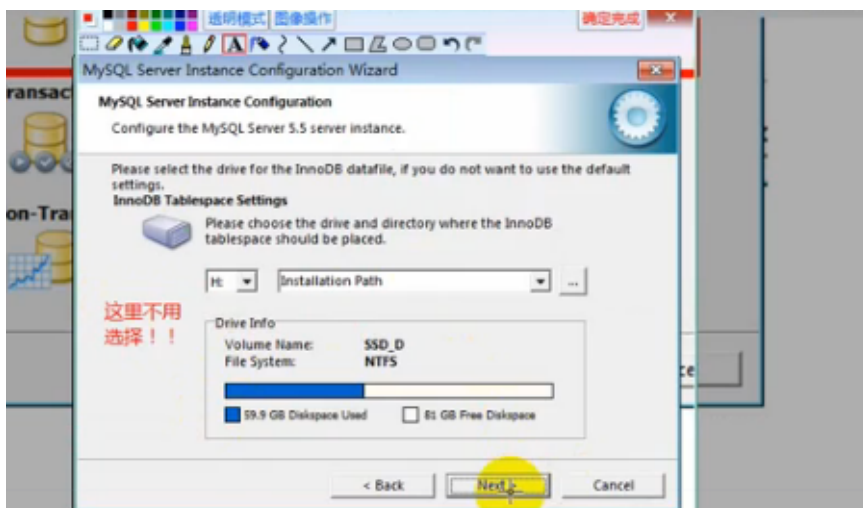 透明模式 图像操作 确定完成
MySQL Server Instance Configuration Wizard
ransac
MySQL Server Instance Configuration
Configure the MySQL Server 5.5 server instance.
Please select the drive for the InnoDB datafile, if you do not want to use the default
settings.
InnoDB Tablespace Settings
on-Tra
Please choose the drive and directory where the InnoDB
tablespace should be placed.
H: Installation Path ...
这里不用
选择！！
Drive Info
Volume Name: SSD_D
File System: NTFS
59.9 GB Diskspace Used 81 GB Free Diskspace
< Back Next > Cancel